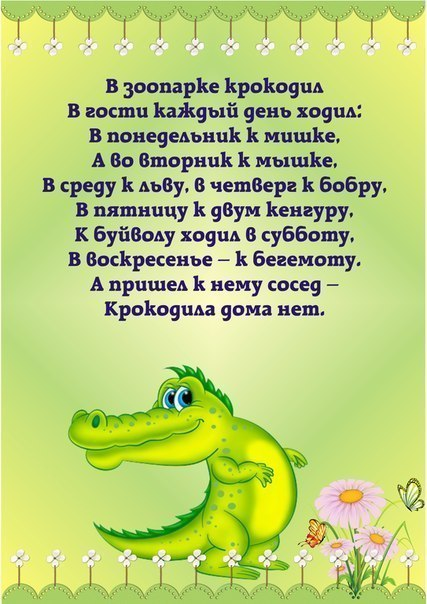 В зоопарке крокодил
В гости каждый день ходил:
В понедельник к мишке,
А во вторник к мышке,
В среду к льву, в четверг к бобру,
В пятницу к двум кенгуру,
К буйволу ходил в субботу,
В воскресенье – к бегемоту.
А пришел к нему сосед –
Крокодила дома нет.